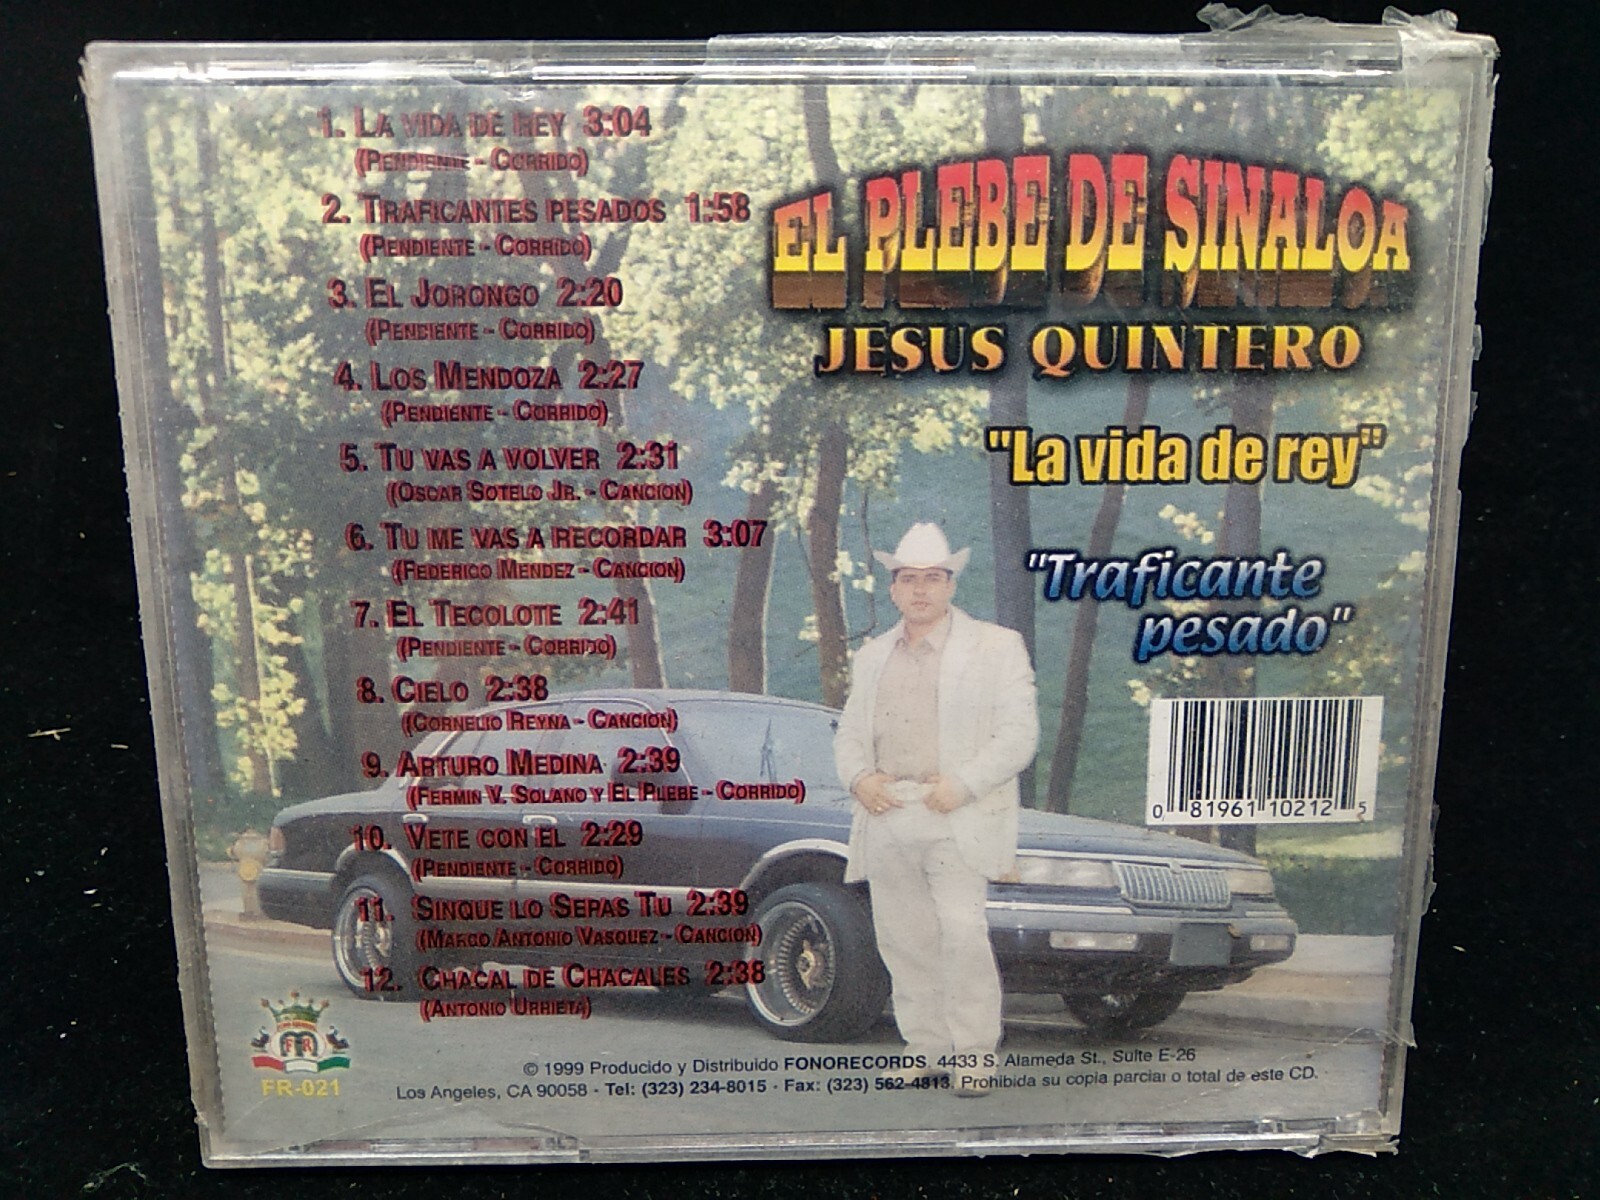 1. La vida de rey 3:04
(Pendiente - Corrido)
2. Traficantes pesados 1:58
(Pendiente - Corrido)
3. El Jorongo 2:20
(Pendiente - Corrido)
4. Los Mendoza 2:27
(Pendiente - Corrido)
5. Tu vas a volver 2:31
(Oscar Sotelo Jr. - Cancion)
6. Tu me vas a recordar 3:07
(Federico Mendez - Cancion)
7. El Tecolote 2:41
(Pendiente - Corrido)
8. Cielo 2:38
(Cornelio Reyna - Cancion)
9. Arturo Medina 2:39
(Fermin V. Solano y El Plebe - Corrido)
10. Vete con el 2:29
(Pendiente - Corrido)
11. Sinque lo Sepas Tu 2:39
(Marco Antonio Vasquez - Cancion)
12. Chacal de Chacales 2:38
(Antonio Urrieta)
EL PLEBE DE SINALOA
JESUS QUINTERO
"La vida de rey"
"Traficante
pesado"
0 81961 10212 5
FR
FR-021
© 1999 Producido y Distribuido FONORECORDS 4433 S. Alameda St., Suite E-26
Los Angeles, CA 90058 · Tel: (323) 234-8015 · Fax: (323) 562-4813. Prohibida su copia parcial o total de este CD.